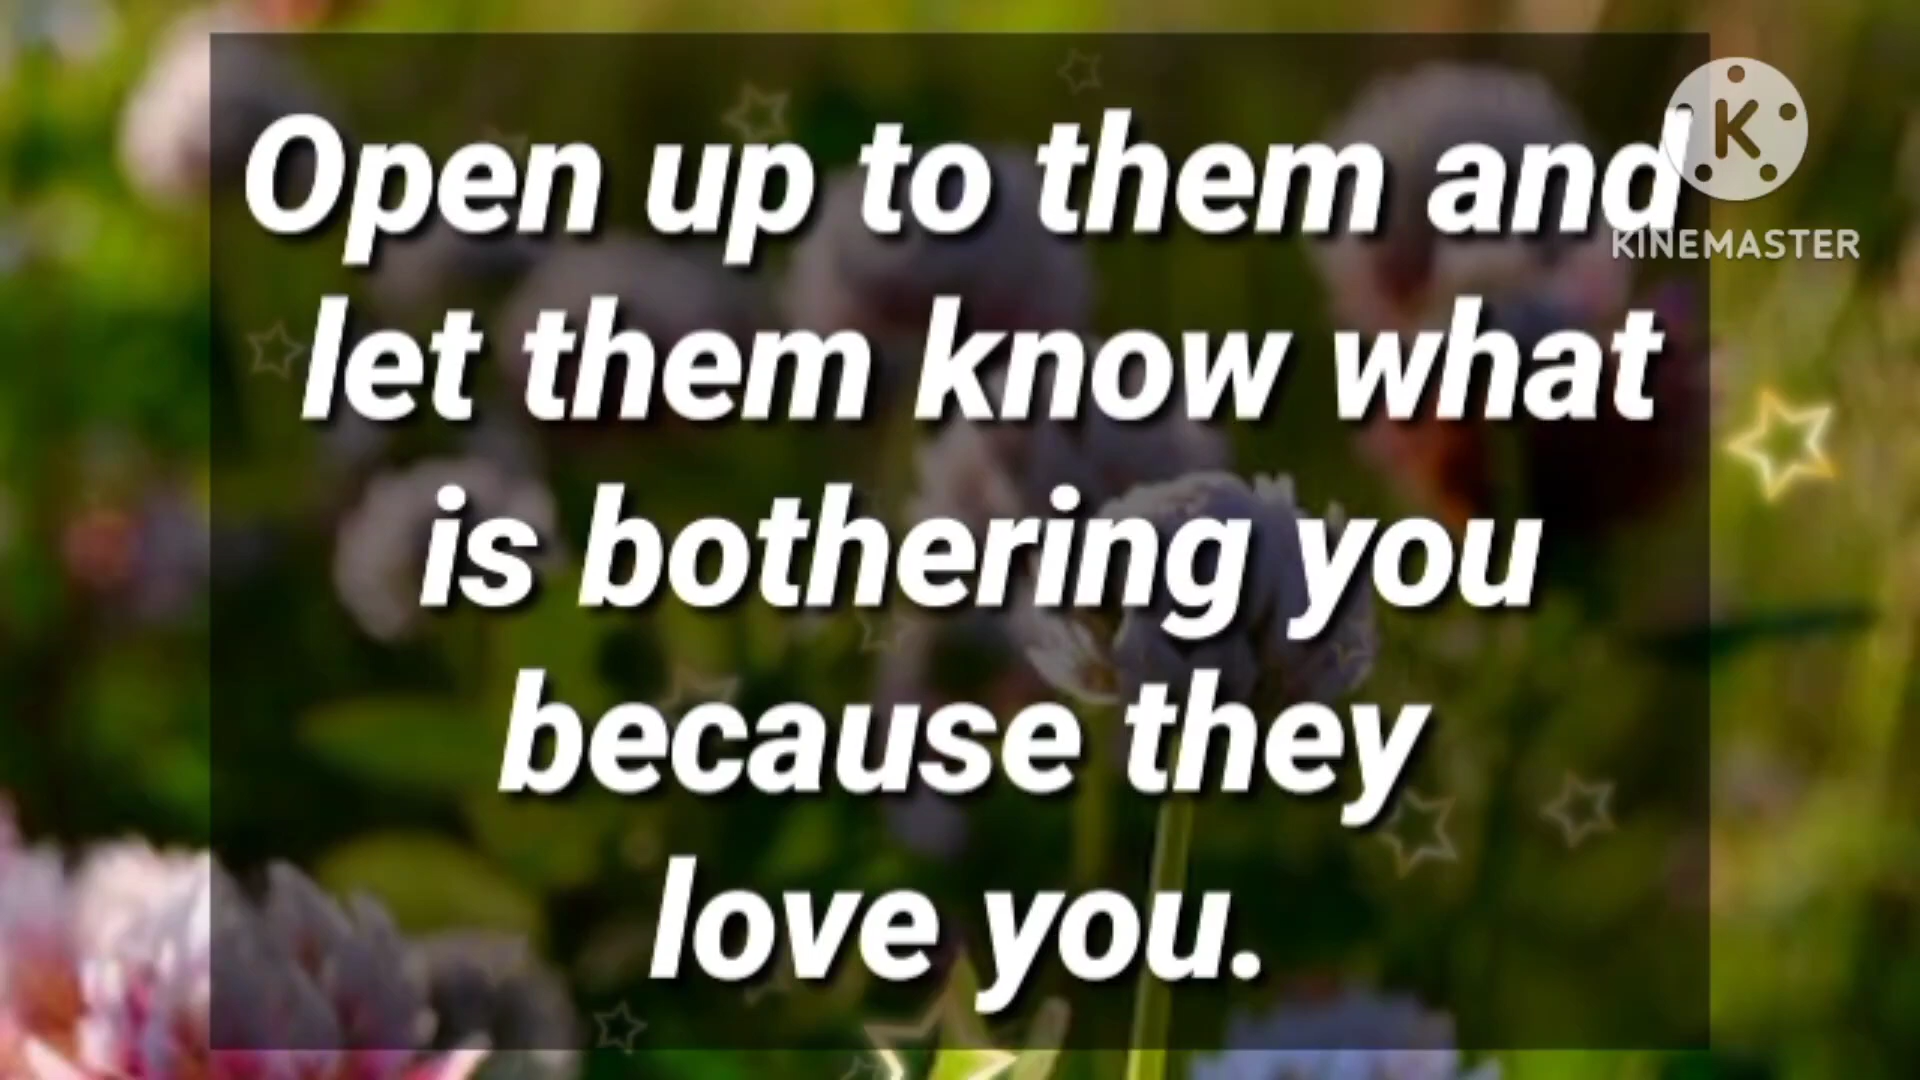 Open up to them and
let them know what
is bothering you
because they
love you.
K
KINEMASTER